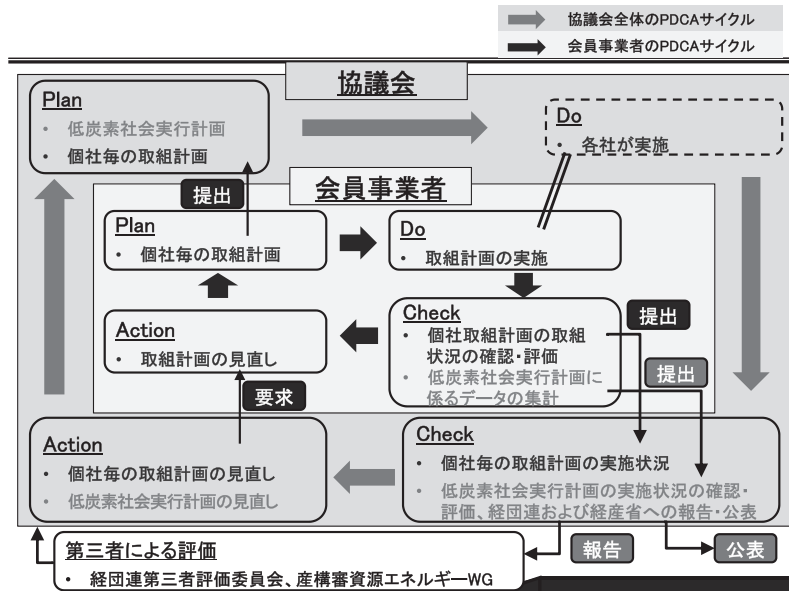 協議会全体のPDCAサイクル
会員事業者のPDCAサイクル
協議会
Plan
・ 低炭素社会実行計画
・ 個社毎の取組計画
Do
・ 各社が実施
提出
会員事業者
Plan
・ 個社毎の取組計画
Do
・ 取組計画の実施
Action
・ 取組計画の見直し
Check
・ 個社取組計画の取組
状況の確認・評価
・ 低炭素社会実行計画に
係るデータの集計
提出
提出
要求
Action
・ 個社毎の取組計画の見直し
・ 低炭素社会実行計画の見直し
Check
・ 個社毎の取組計画の実施状況
・ 低炭素社会実行計画の実施状況の確認・
評価、経団連および経産省への報告・公表
第三者による評価
・ 経団連第三者評価委員会、産構審資源エネルギーWG
報告
公表